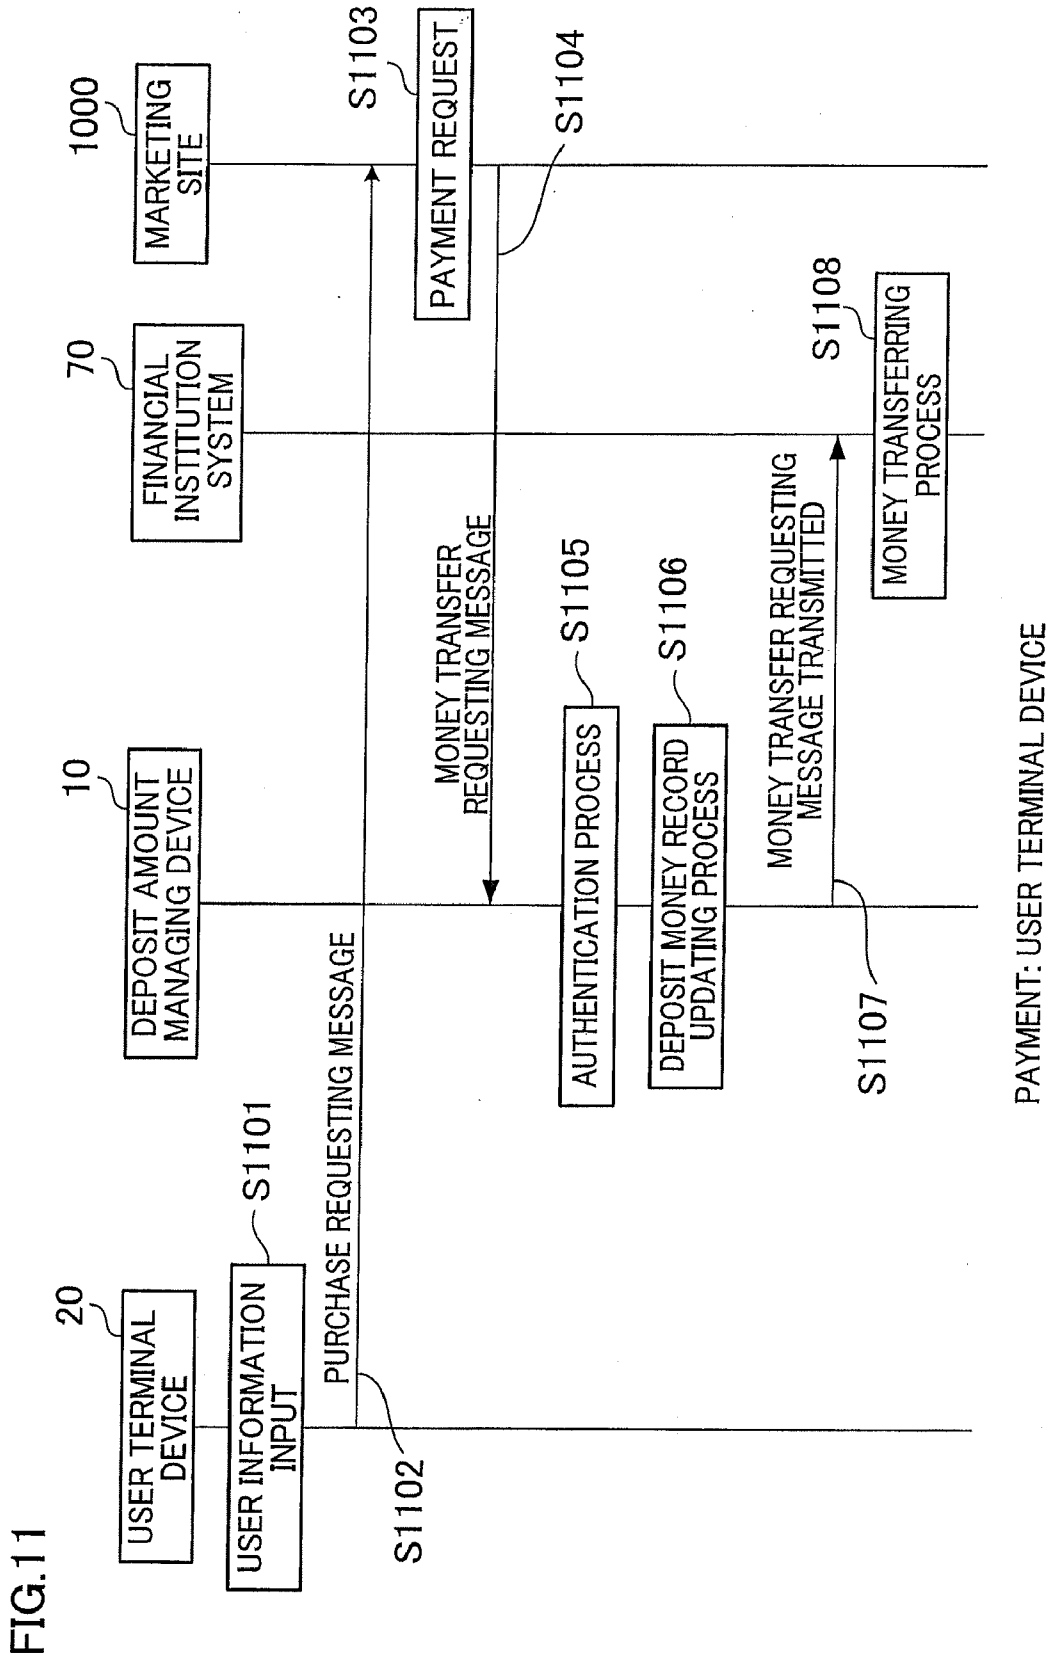 FIG.11
20
USER TERMINAL
DEVICE
10
DEPOSIT AMOUNT
MANAGING DEVICE
70
FINANCIAL
INSTITUTION
SYSTEM
1000
MARKETING
SITE
USER INFORMATION
INPUT
S1101
PURCHASE REQUESTING MESSAGE
S1102
S1103
PAYMENT REQUEST
MONEY TRANSFER
REQUESTING MESSAGE
S1104
AUTHENTICATION PROCESS
S1105
DEPOSIT MONEY RECORD
UPDATING PROCESS
S1106
MONEY TRANSFER REQUESTING
MESSAGE TRANSMITTED
S1107
S1108
MONEY TRANSFERRING
PROCESS
PAYMENT: USER TERMINAL DEVICE